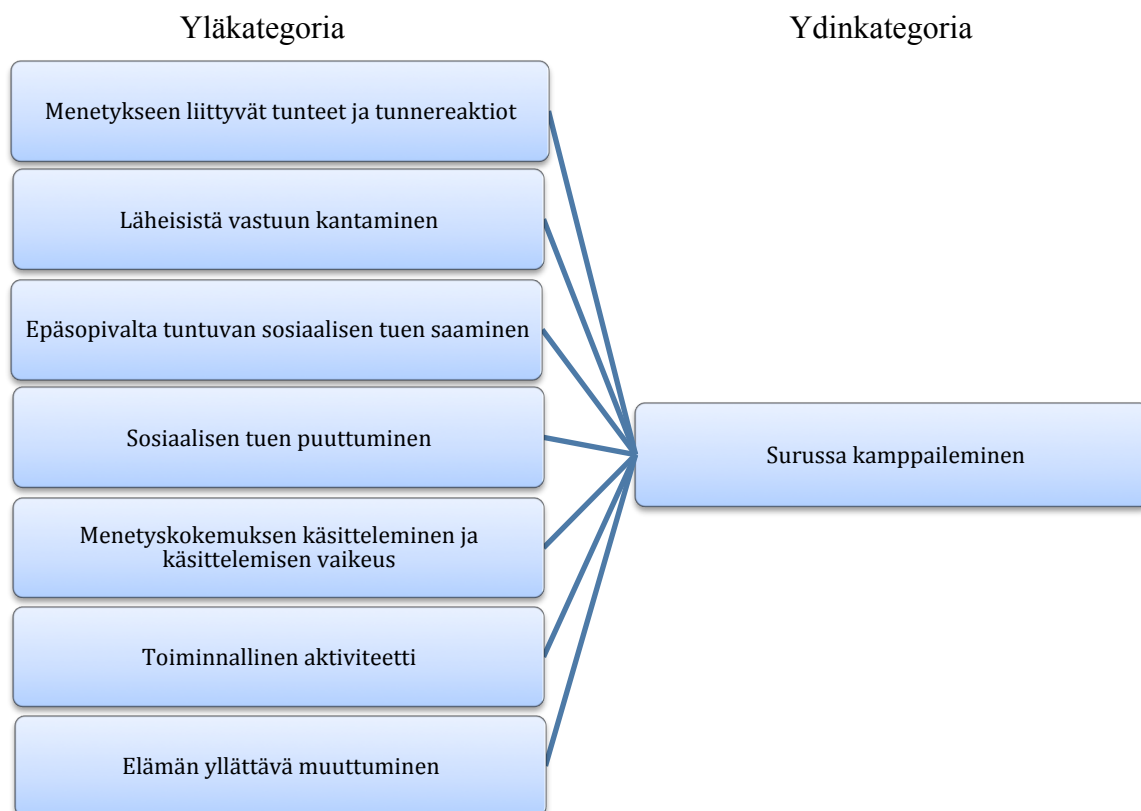 Yläkategoria
Ydinkategoria
Menetykseen liittyvät tunteet ja tunnereaktiot
Läheisistä vastuun kantaminen
Epäsopivalta tuntuvan sosiaalisen tuen saaminen
Sosiaalisen tuen puuttuminen
Menetyskokemuksen käsitteleminen ja
käsittelemisen vaikeus
Toiminnallinen aktiviteetti
Elämän yllättävä muuttuminen
Surussa kamppaileminen